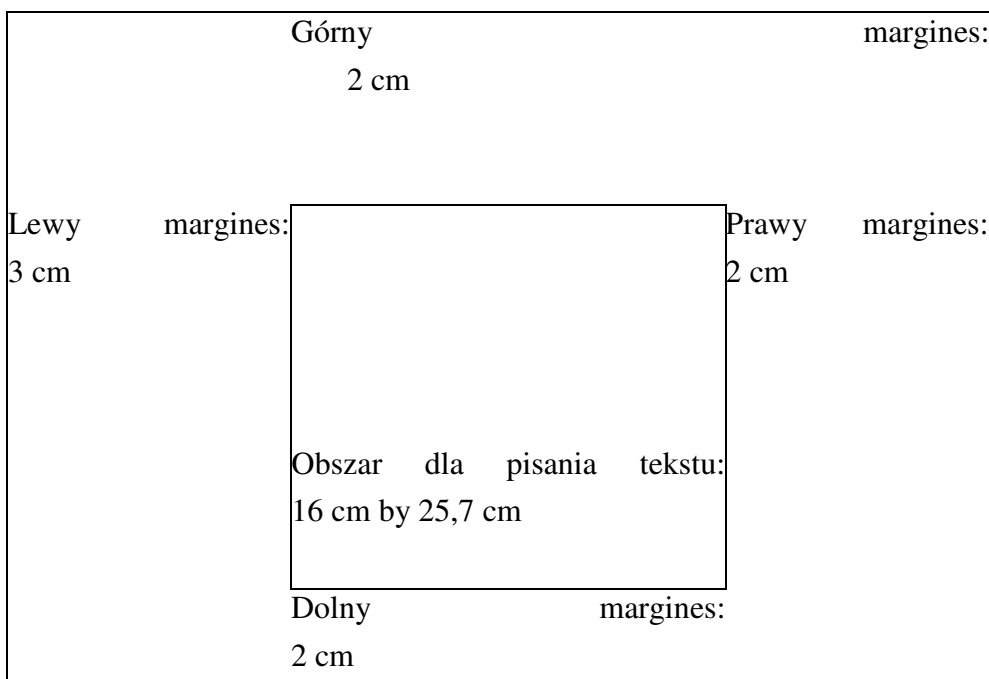 Górny margines:
2 cm
Lewy margines:
3 cm
Prawy margines:
2 cm
Obszar dla pisania tekstu:
16 cm by 25,7 cm
Dolny margines:
2 cm